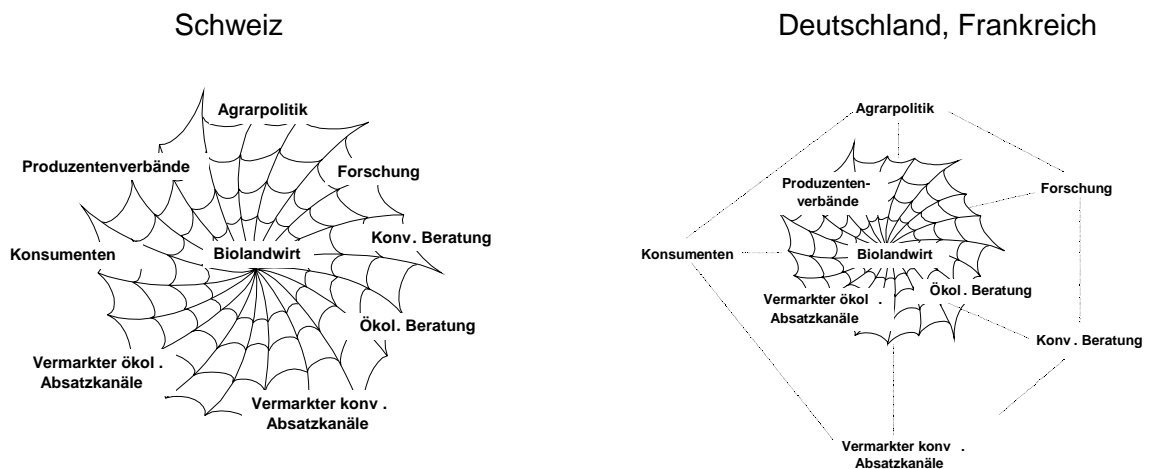 Schweiz
Agrarpolitik
Produzentenverbände
Forschung
Konv. Beratung
Konsumenten
Biolandwirt
Ökol. Beratung
Vermarkter ökol .
Absatzkanäle
Vermarkter konv .
Absatzkanäle
Deutschland, Frankreich
Agrarpolitik
Produzenten-
verbände
Forschung
Konsumenten
Biolandwirt
Ökol . Beratung
Vermarkter ökol .
Absatzkanäle
Konv . Beratung
Vermarkter konv .
Absatzkanäle